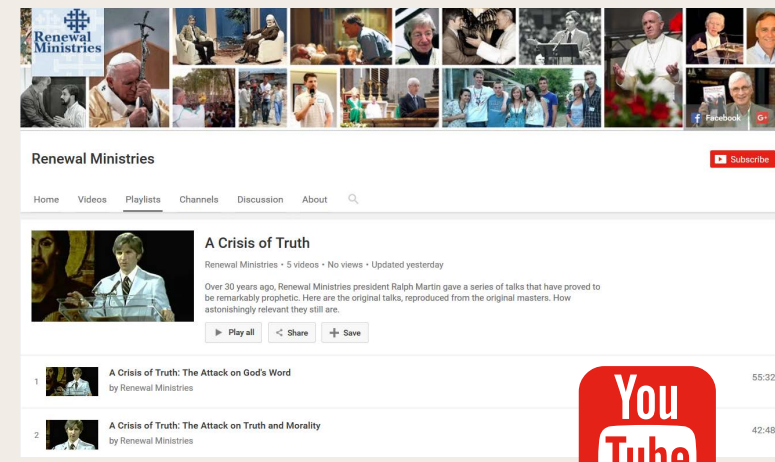 Renewal
Ministries
Facebook G+
Renewal Ministries
Subscribe
Home Videos Playlists Channels Discussion About
A Crisis of Truth
Renewal Ministries • 5 videos • No views • Updated yesterday
Over 30 years ago, Renewal Ministries president Ralph Martin gave a series of talks that have proved to
be remarkably prophetic. Here are the original talks, reproduced from the original masters. How
astonishingly relevant they still are.
Play all Share Save
1 A Crisis of Truth: The Attack on God's Word 55:32
by Renewal Ministries
2 A Crisis of Truth: The Attack on Truth and Morality 42:48
by Renewal Ministries
You
Tube